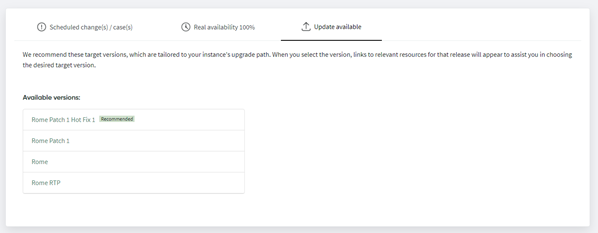 Scheduled change(s) / case(s)
Real availability 100%
Update available
We recommend these target versions, which are tailored to your instance's upgrade path. When you select the version, links to relevant resources for that release will appear to assist you in choosing
the desired target version.
Available versions:
Rome Patch 1 Hot Fix 1 Recommended
Rome Patch 1
Rome
Rome RTP